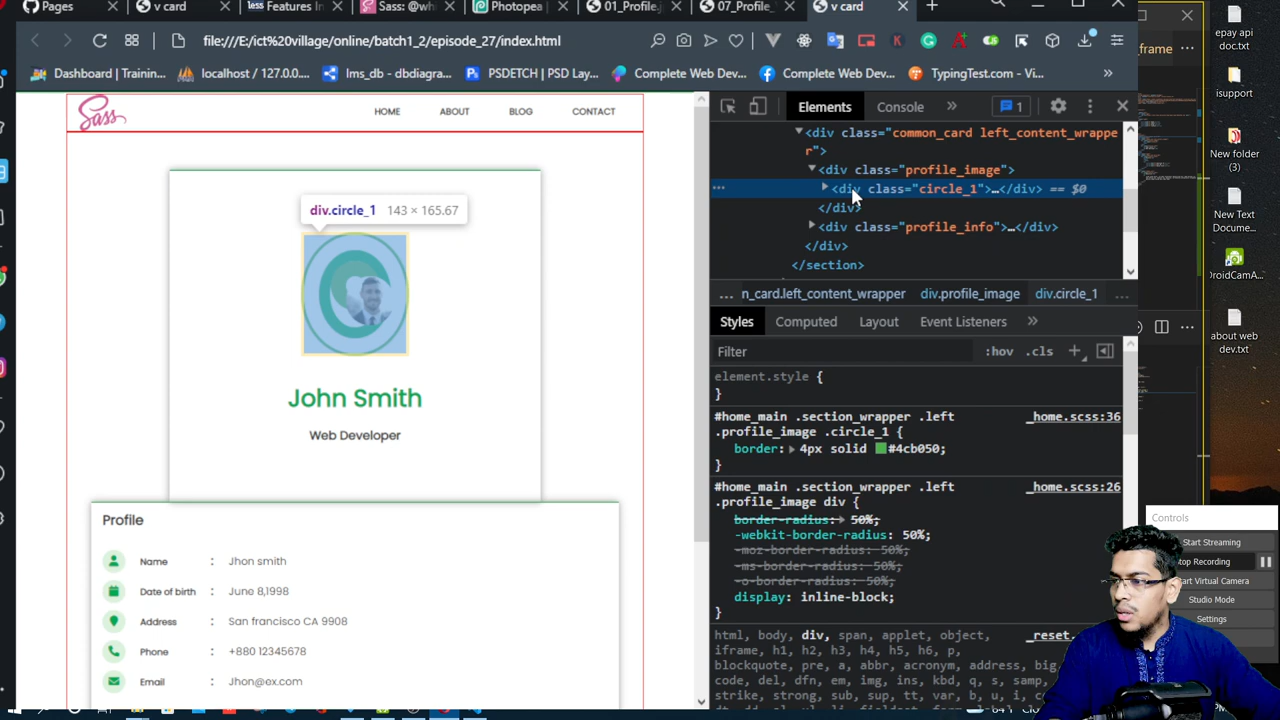 Pages
v card
less Features In
Sass: @wh
Photopea
01_Profile.
07_Profile_
v card
file:///E:/ict%20village/online/batch1_2/episode_27/index.html
Dashboard | Trainin...
localhost / 127.0.0....
lms_db - dbdiagra...
PSDETCH | PSD Lay...
Complete Web Dev...
Complete Web Dev...
TypingTest.com - Vi...
»
Sass
HOME
ABOUT
BLOG
CONTACT
div.circle_1 143 × 165.67
John Smith
Web Developer
Profile
Name : Jhon smith
Date of birth : June 8,1998
Address : San francisco CA 9908
Phone : +880 12345678
Email : Jhon@ex.com
Elements
Console
»
1
<div class="common_card left_content_wrappe
r">
<div class="profile_image">
<div class="circle_1">…</div> == $0
</div>
<div class="profile_info">…</div>
</div>
</section>
... n_card.left_content_wrapper div.profile_image div.circle_1 ...
Styles
Computed
Layout
Event Listeners
»
Filter
:hov .cls +
element.style {
}
#home_main .section_wrapper .left _home.scss:36
.profile_image .circle_1 {
border: 4px solid #4cb050;
}
#home_main .section_wrapper .left _home.scss:26
.profile_image div {
border-radius: 50%;
-webkit-border-radius: 50%;
-moz-border-radius: 50%;
-ms-border-radius: 50%;
-o-border-radius: 50%;
display: inline-block;
}
html, body, div, span, applet, object, _reset.
iframe, h1, h2, h3, h4, h5, h6, p,
blockquote, pre, a, abbr, acronym, address, big,
code, del, dfn, em, img, ins,
strike, strong, sub, sup, tt, var, b, u, i,
frame
epay api
doc.txt
isupport
New folder
(3)
New Text
Docume...
DroidCamA...
about web
dev.txt
Controls
Start Streaming
top Recording
art Virtual Camera
Studio Mode
Settings